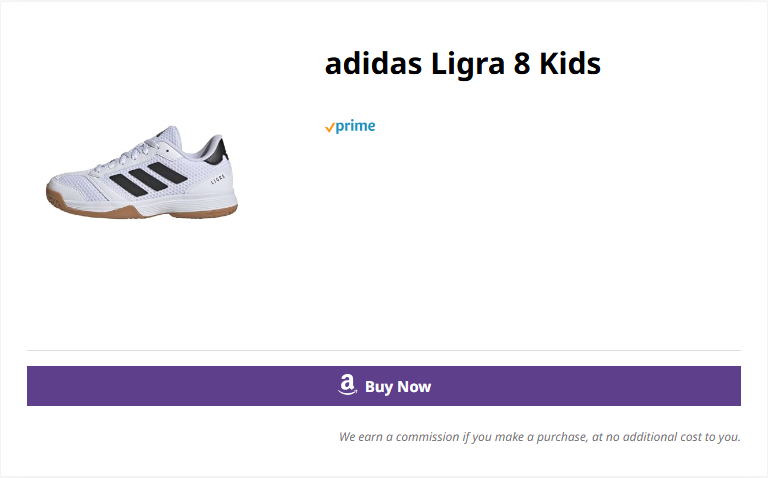 adidas Ligra 8 Kids
prime
Buy Now
We earn a commission if you make a purchase, at no additional cost to you.